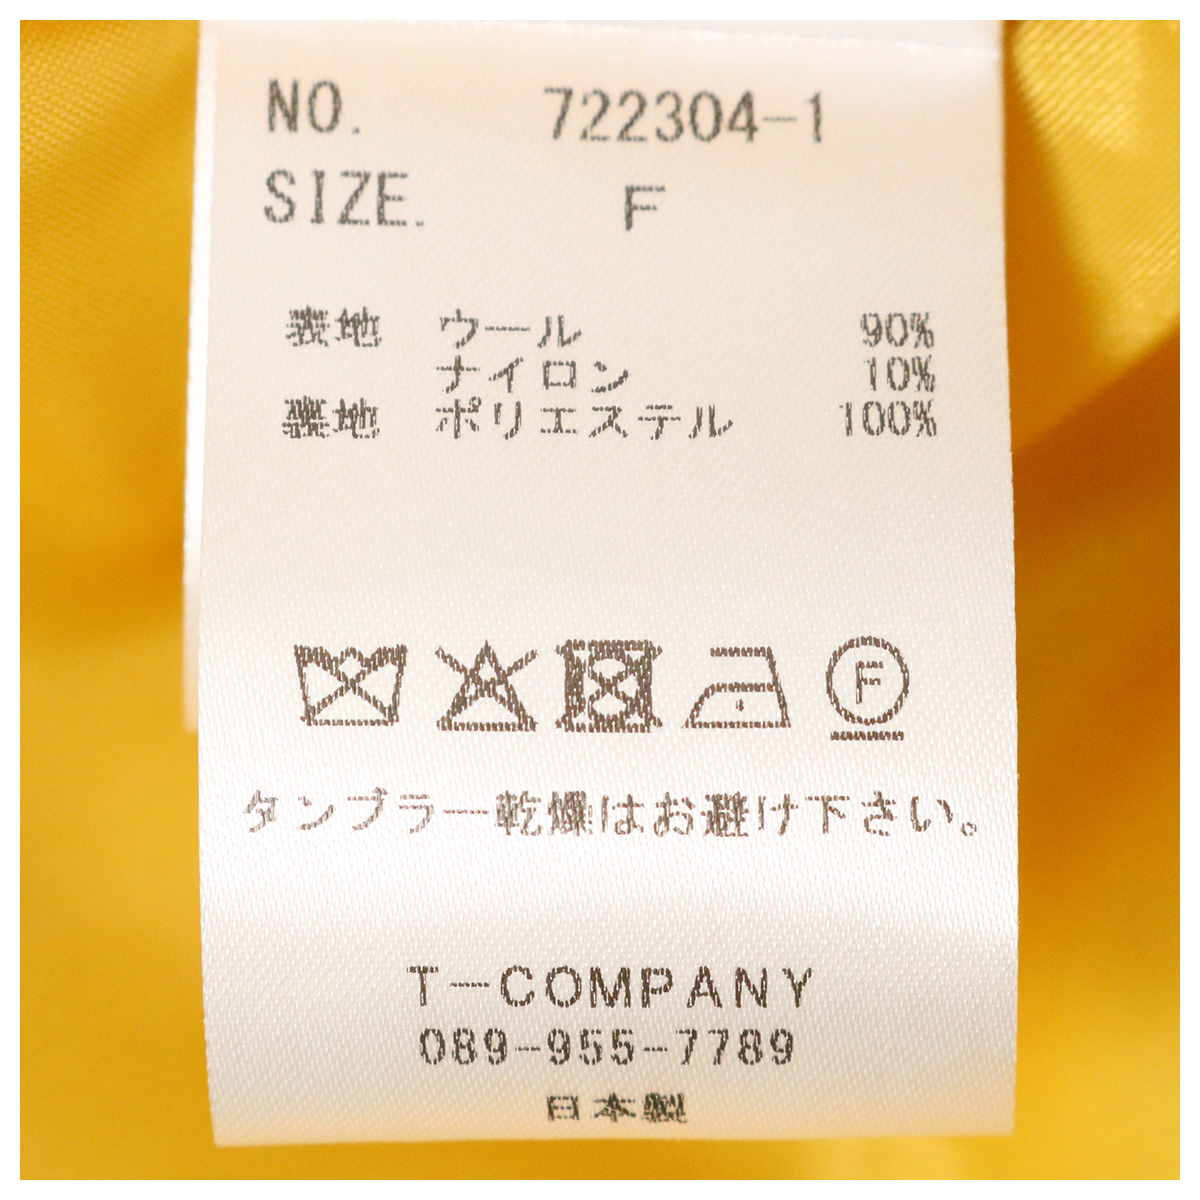 NO. 722304-1
SIZE. F
表地 ウール 90%
ナイロン 10%
裏地 ポリエステル 100%
F
タンブラー乾燥はお避け下さい。
T-COMPANY
089-955-7789
日本製